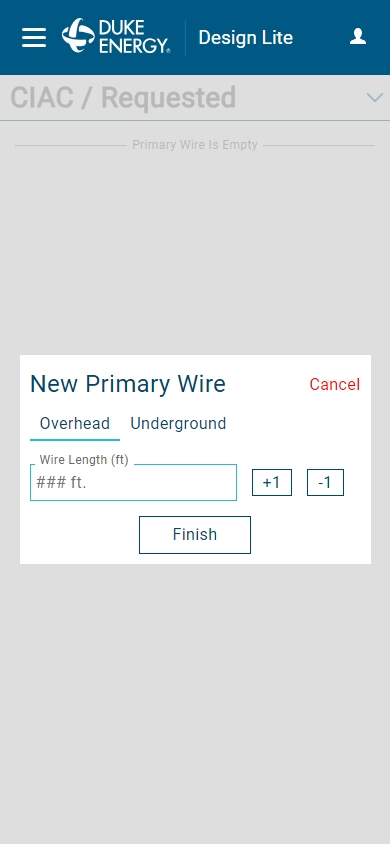 DUKE
ENERGY®
Design Lite
CIAC / Requested
Primary Wire Is Empty
New Primary Wire
Cancel
Overhead Underground
Wire Length (ft)
### ft.
+1 -1
Finish